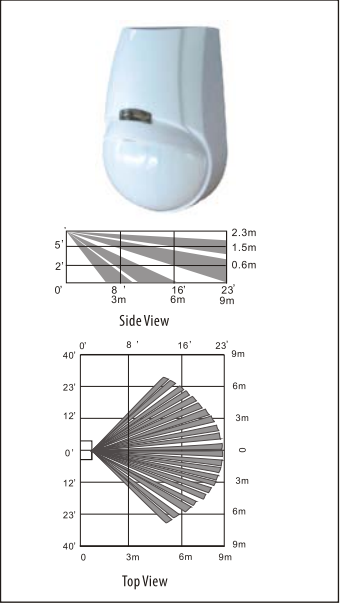 2.3m
5' 1.5m
2' 0.6m
0' 8 ' 16' 23'
3m 6m 9m
Side View
0' 8 ' 16' 23'
40' 9m
23' 6m
12' 3m
0' 0
12' 3m
23' 6m
40' 9m
0 3m 6m 9m
Top View